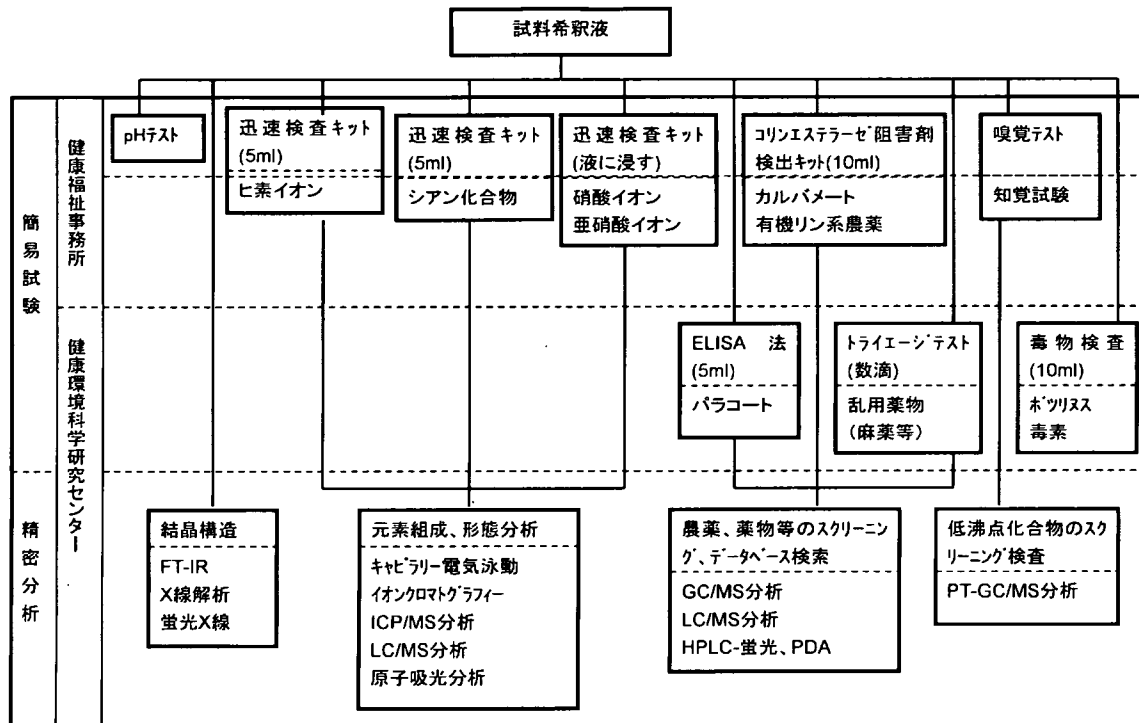 試料希釈液
簡易試験
精密分析
健康福祉事務所
健康環境科学研究センター
pHテスト
迅速検査キット
(5ml)
ヒ素イオン
迅速検査キット
(5ml)
シアン化合物
迅速検査キット
(液に浸す)
硝酸イオン
亜硝酸イオン
コリンエステラーゼ阻害剤
検出キット(10ml)
カルバメート
有機リン系農薬
嗅覚テスト
知覚試験
ELISA 法
(5ml)
パラコート
トライエージテスト
(数滴)
乱用薬物
(麻薬等)
毒物検査
(10ml)
ボツリヌス
毒素
結晶構造
FT-IR
X線解析
蛍光X線
元素組成、形態分析
キャピラリー電気泳動
イオンクロマトグラフィー
ICP/MS分析
LC/MS分析
原子吸光分析
農薬、薬物等のスクリーニン
グ、データベース検索
GC/MS分析
LC/MS分析
HPLC-蛍光、PDA
低沸点化合物のスク
リーニング検査
PT-GC/MS分析